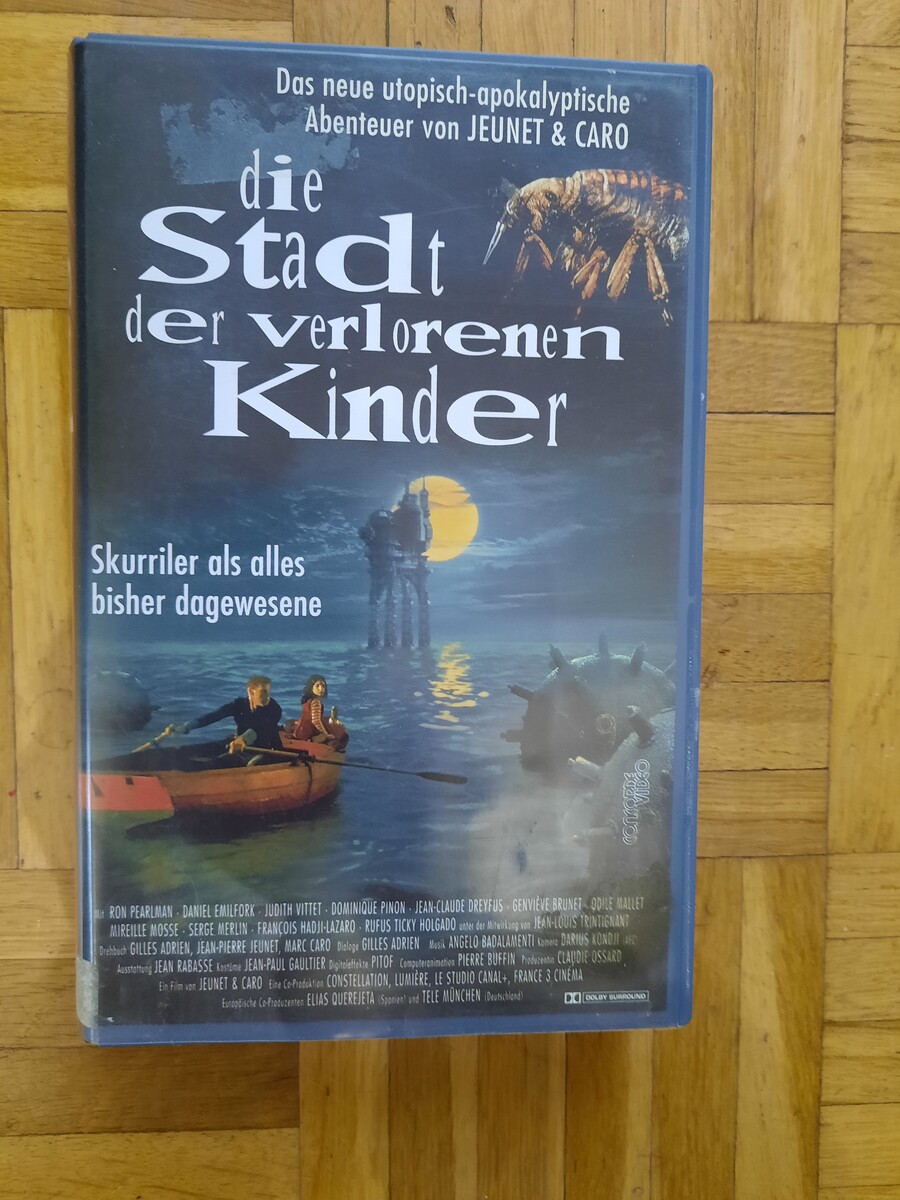 Das neue utopisch-apokalyptische
Abenteuer von JEUNET & CARO
die
Stadt
der verlorenen
Kinder
Skurriler als alles
bisher dagewesene
CONCORDE
VIDEO
Mit RON PEARLMAN · DANIEL EMILFORK · JUDITH VITTET · DOMINIQUE PINON · JEAN-CLAUDE DREYFUS · GENVIÈVE BRUNET · ODILE MALLET
MIREILLE MOSSE · SERGE MERLIN · FRANÇOIS HADJI-LAZARO · RUFUS TICKY HOLGADO unter der Mitwirkung von JEAN-LOUIS TRINTIGNANT
Drehbuch GILLES ADRIEN, JEAN-PIERRE JEUNET, MARC CARO Dialoge GILLES ADRIEN Musik ANGELO BADALAMENTI Kamera DARIUS KONDJI
Ausstattung JEAN RABASSE Kostüme JEAN-PAUL GAULTIER Digitaleffekte PITOF Computeranimation PIERRE BUFFIN Produzentin CLAUDIE OSSARD
Ein Film von JEUNET & CARO Eine Co-Produktion CONSTELLATION, LUMIÈRE, LE STUDIO CANAL+, FRANCE 3 CINÉMA
Europäische Co-Produzenten ELIAS QUEREJETA (Spanien) und TELE MÜNCHEN (Deutschland)
DOLBY SURROUND